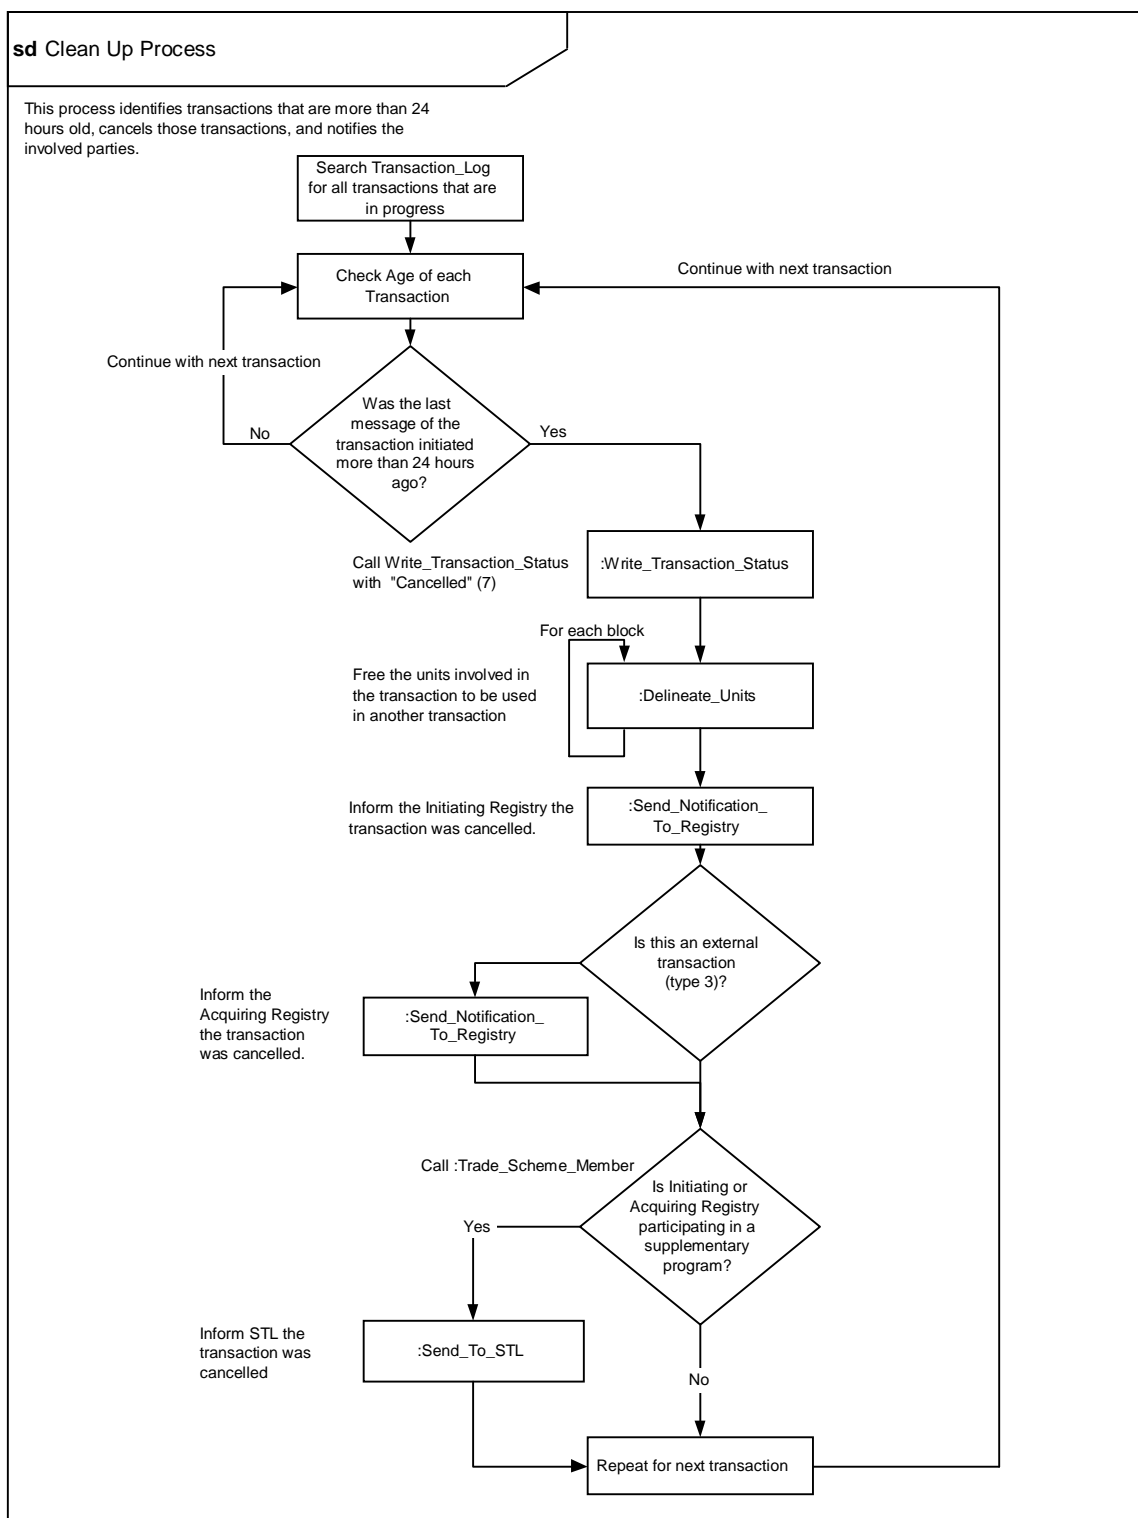 sd Clean Up Process
This process identifies transactions that are more than 24
hours old, cancels those transactions, and notifies the
involved parties.
Search Transaction_Log
for all transactions that are
in progress
Check Age of each
Transaction
Continue with next transaction
Continue with next transaction
Was the last
message of the
transaction initiated
more than 24 hours
ago?
No
Yes
Call Write_Transaction_Status
with "Cancelled" (7)
:Write_Transaction_Status
For each block
Free the units involved in
the transaction to be used
in another transaction
:Delineate_Units
Inform the Initiating Registry the
transaction was cancelled.
:Send_Notification_
To_Registry
Is this an external
transaction
(type 3)?
Inform the
Acquiring Registry
the transaction
was cancelled.
:Send_Notification_
To_Registry
Call :Trade_Scheme_Member
Is Initiating or
Acquiring Registry
participating in a
supplementary
program?
Yes
Inform STL the
transaction was
cancelled
:Send_To_STL
No
Repeat for next transaction